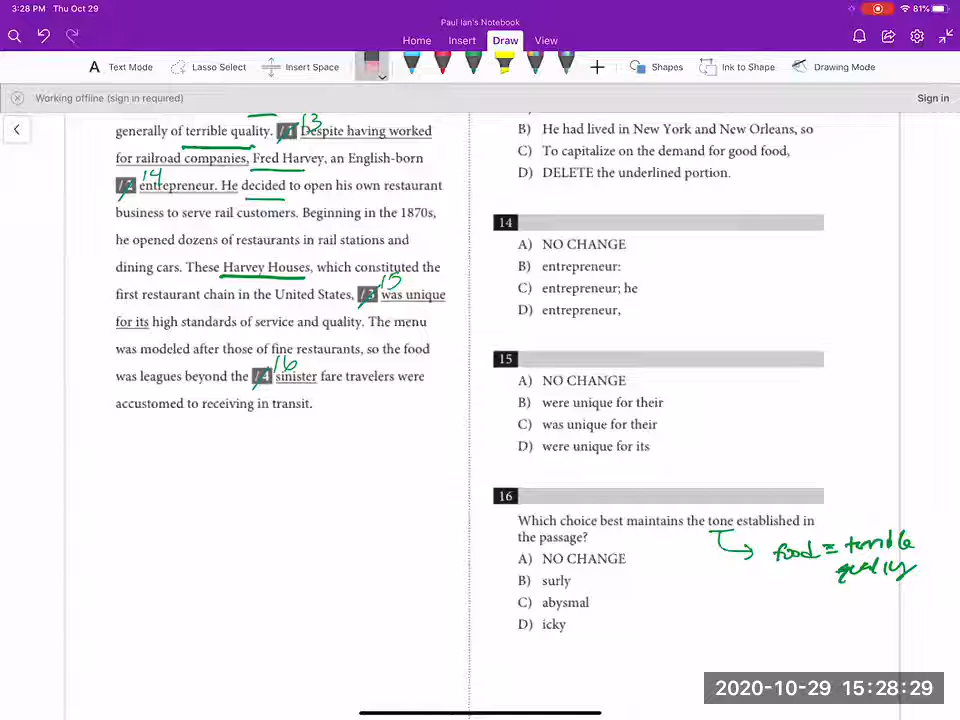 3:28 PM Thu Oct 29
81%
Paul Ian's Notebook
Home Insert Draw View
Text Mode Lasso Select Insert Space Shapes Ink to Shape Drawing Mode
Working offline (sign in required) Sign in
generally of terrible quality. 13 Despite having worked
for railroad companies, Fred Harvey, an English-born
14 entrepreneur. He decided to open his own restaurant
business to serve rail customers. Beginning in the 1870s,
he opened dozens of restaurants in rail stations and
dining cars. These Harvey Houses, which constituted the
first restaurant chain in the United States, 15 was unique
for its high standards of service and quality. The menu
was modeled after those of fine restaurants, so the food
was leagues beyond the 16 sinister fare travelers were
accustomed to receiving in transit.
B) He had lived in New York and New Orleans, so
C) To capitalize on the demand for good food,
D) DELETE the underlined portion.
14
A) NO CHANGE
B) entrepreneur:
C) entrepreneur; he
D) entrepreneur,
15
A) NO CHANGE
B) were unique for their
C) was unique for their
D) were unique for its
16
Which choice best maintains the tone established in
the passage?
food = terrible
quality
A) NO CHANGE
B) surly
C) abysmal
D) icky
2020-10-29 15:28:29